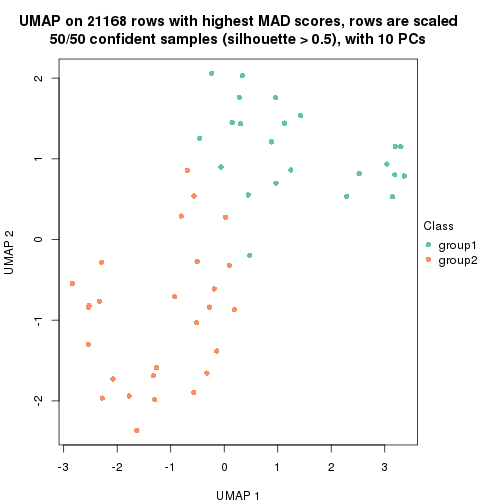 UMAP on 21168 rows with highest MAD scores, rows are scaled
50/50 confident samples (silhouette > 0.5), with 10 PCs
2
1
0
-1
-2
UMAP 2
-3
-2
-1
0
1
2
3
UMAP 1
Class
group1
group2